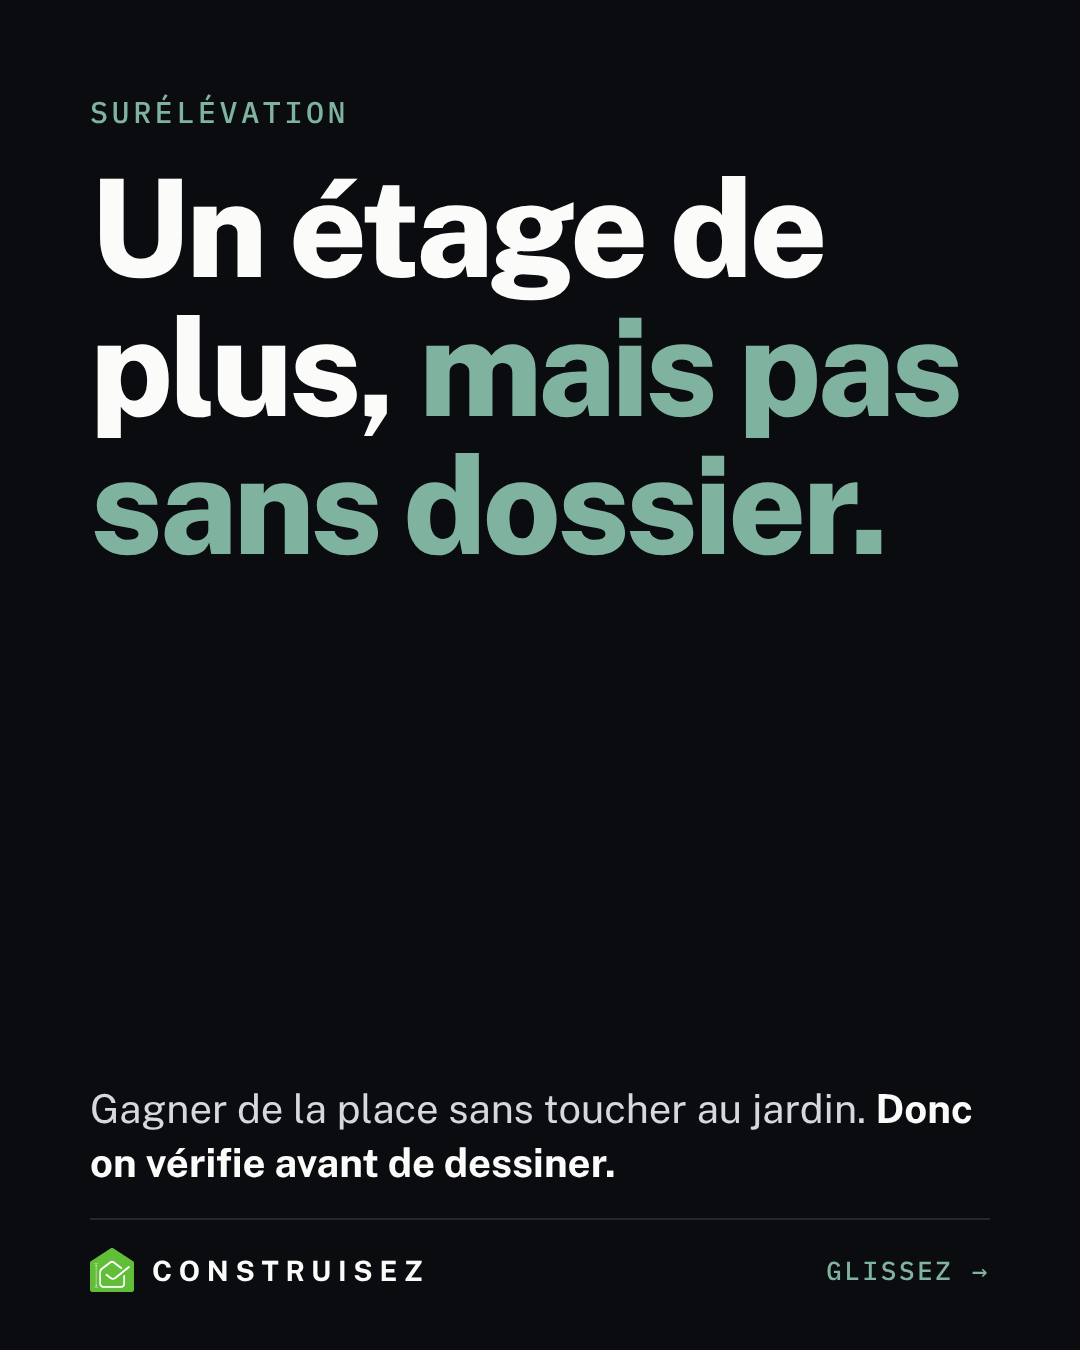 SURÉLÉVATION
Un étage de
plus, mais pas
sans dossier.
Gagner de la place sans toucher au jardin. Donc
on vérifie avant de dessiner.
CONSTRUISEZ
GLISSEZ →